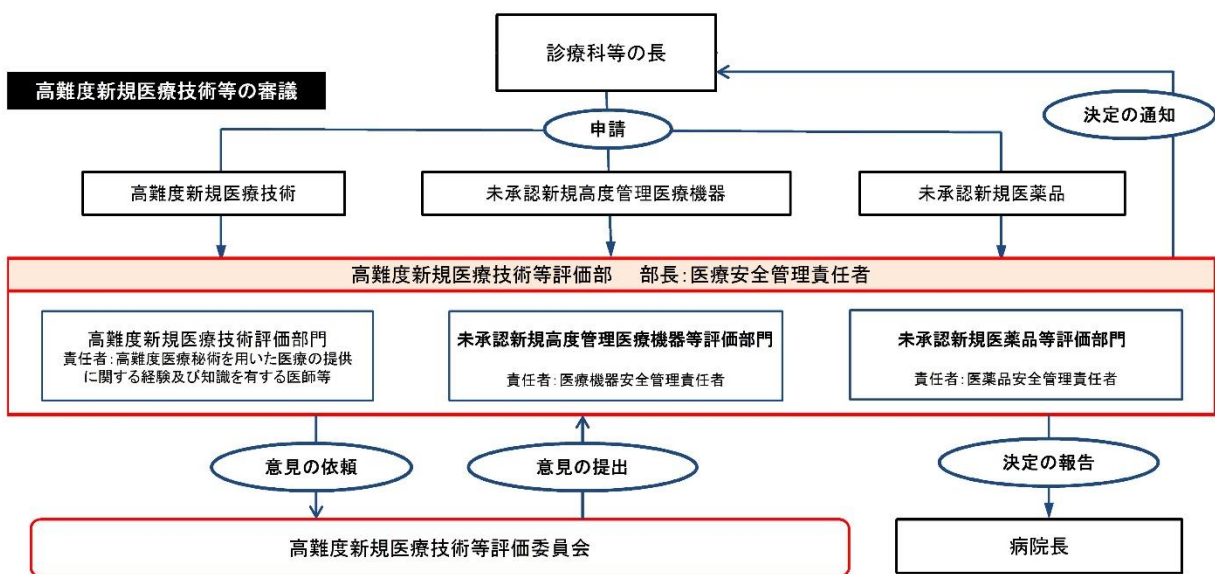 診療科等の長
高難度新規医療技術等の審議
決定の通知
申請
高難度新規医療技術
未承認新規高度管理医療機器
未承認新規医薬品
高難度新規医療技術等評価部 部長:医療安全管理責任者
高難度新規医療技術評価部門
責任者:高難度医療秘術を用いた医療の提供
に関する経験及び知識を有する医師等
未承認新規高度管理医療機器等評価部門
責任者:医療機器安全管理責任者
未承認新規医薬品等評価部門
責任者:医薬品安全管理責任者
意見の依頼
意見の提出
決定の報告
高難度新規医療技術等評価委員会
病院長